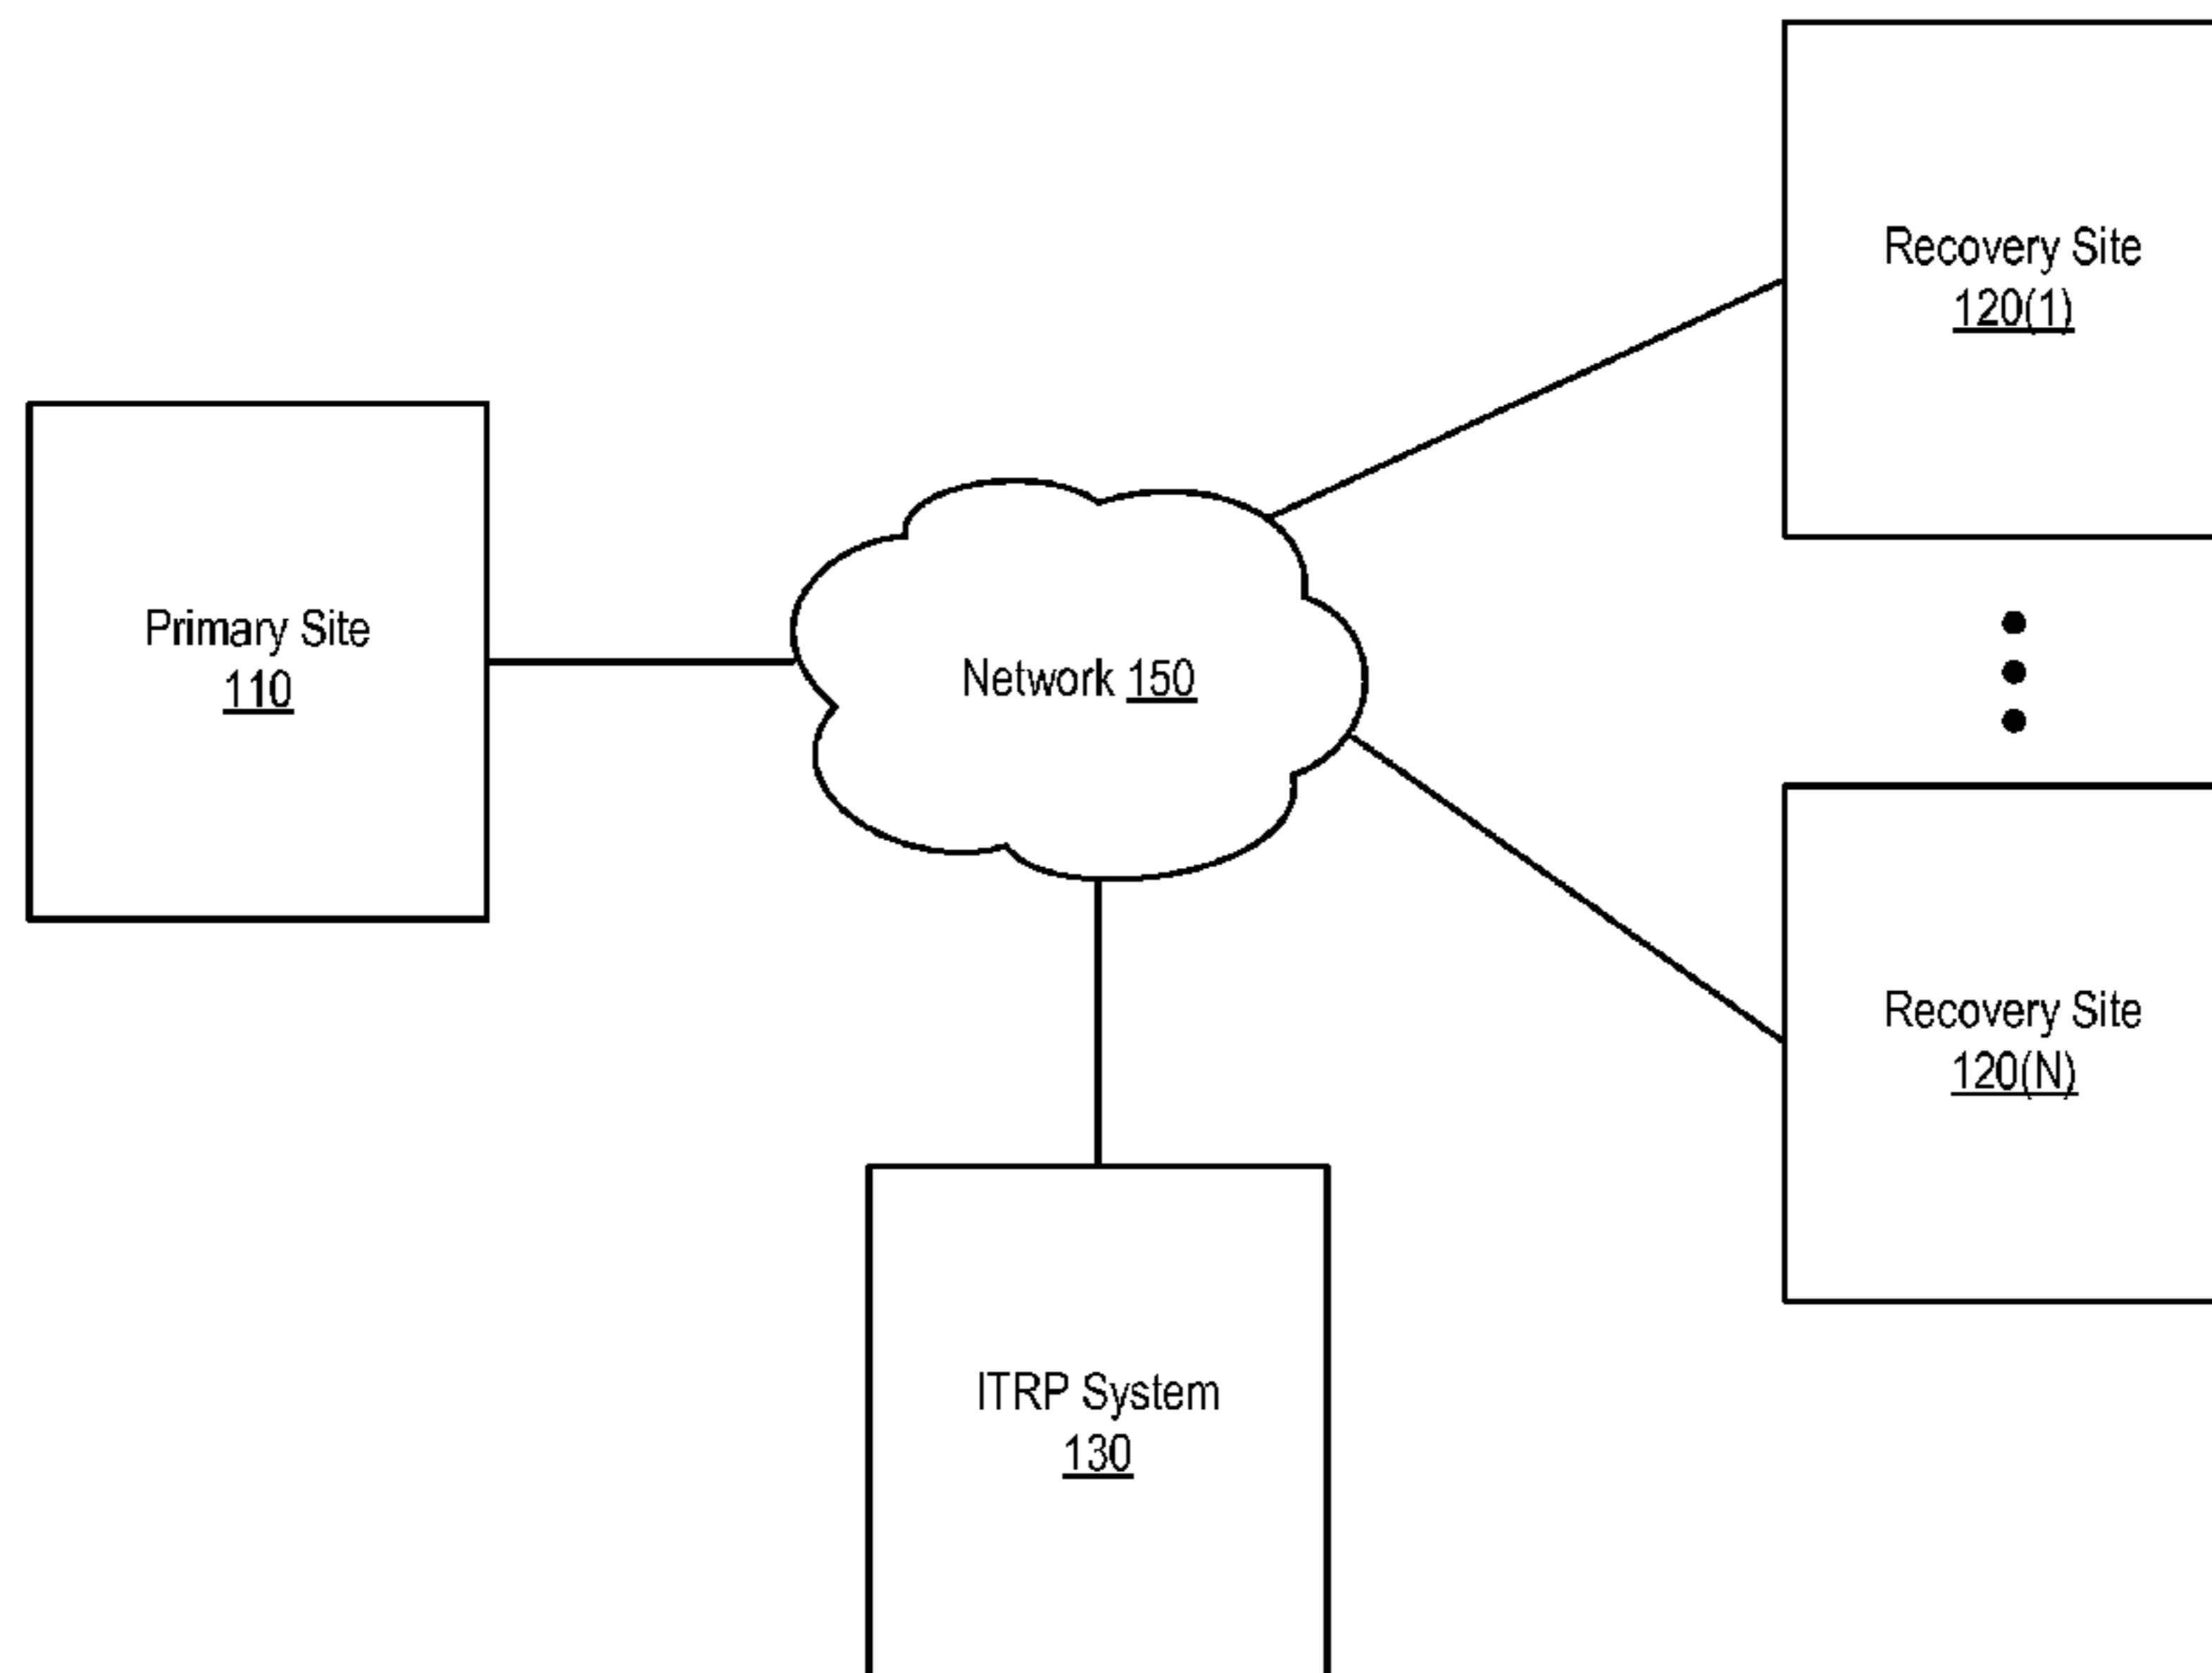 Recovery Site
120(1)
Primary Site
110
Network 150
Recovery Site
120(N)
ITRP System
130